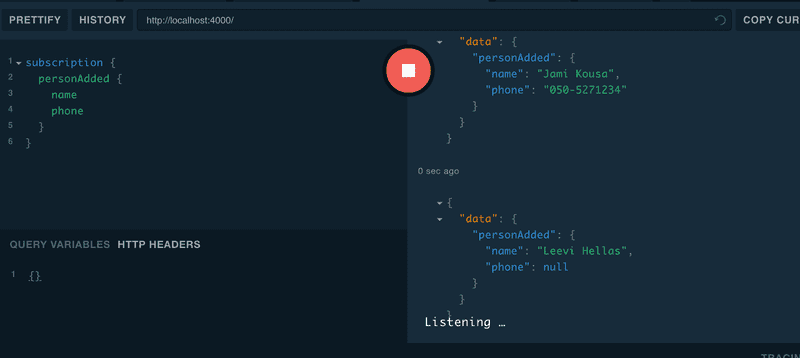 PRETTIFY HISTORY http://localhost:4000/ COPY CUR
1 subscription {
2 personAdded {
3 name
4 phone
5 }
6 }
QUERY VARIABLES HTTP HEADERS
1 {}
"data": {
"personAdded": {
"name": "Jami Kousa",
"phone": "050-5271234"
}
}
}
0 sec ago
{
"data": {
"personAdded": {
"name": "Leevi Hellas",
"phone": null
}
}
}
Listening …
TRACIN